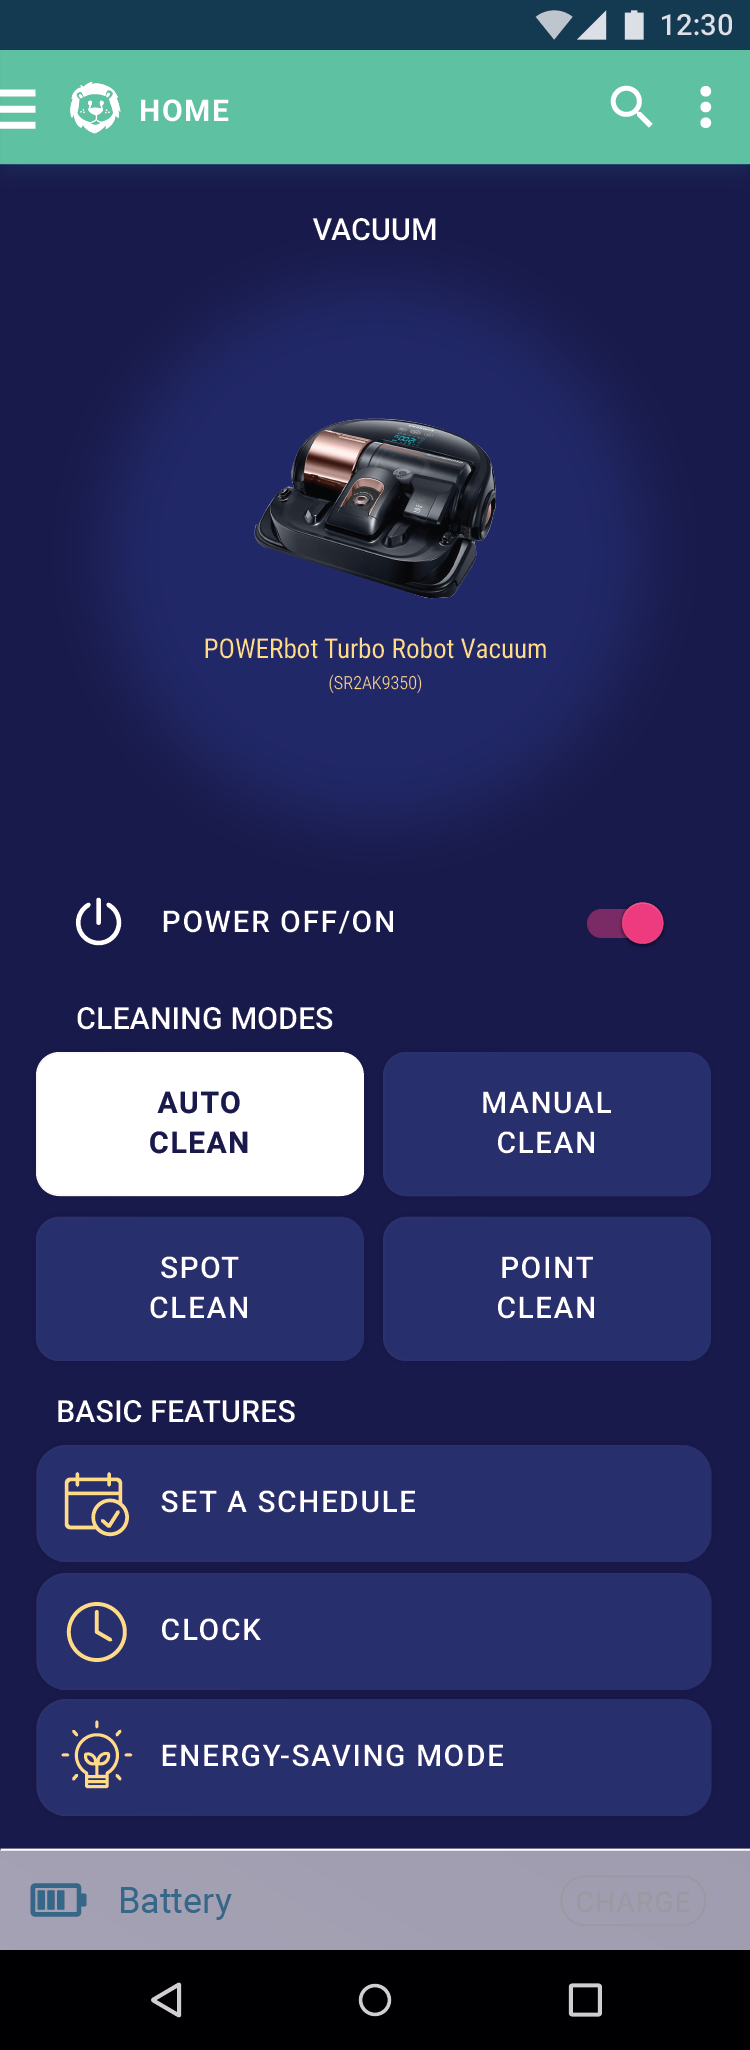 12:30
HOME
VACUUM
POWERbot Turbo Robot Vacuum
(SR2AK9350)
POWER OFF/ON
CLEANING MODES
AUTO
CLEAN
MANUAL
CLEAN
SPOT
CLEAN
POINT
CLEAN
BASIC FEATURES
SET A SCHEDULE
CLOCK
ENERGY-SAVING MODE
Battery
CHARGE